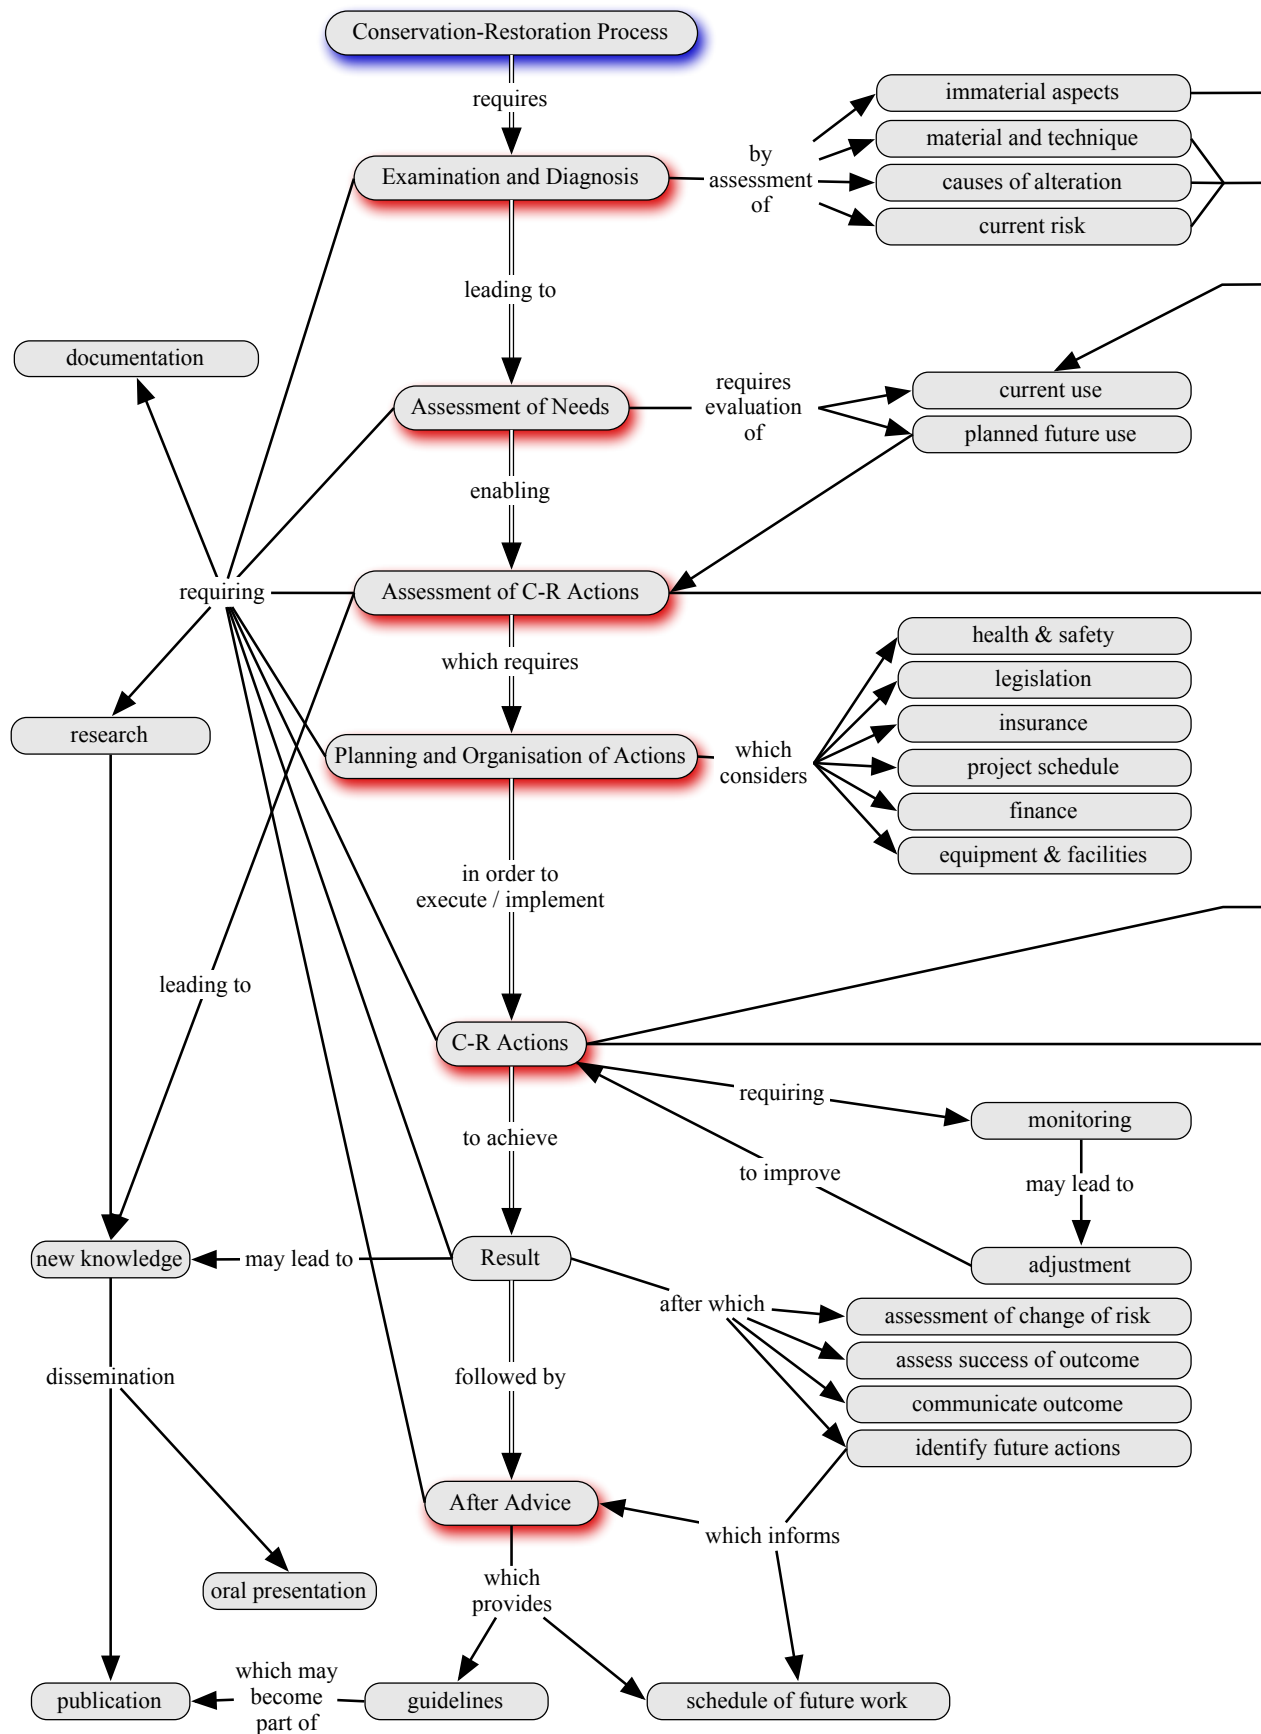 Conservation-Restoration Process
requires
immaterial aspects
material and technique
causes of alteration
current risk
by
assessment
of
Examination and Diagnosis
leading to
documentation
requires
evaluation
of
current use
planned future use
Assessment of Needs
enabling
requiring
Assessment of C-R Actions
which requires
health & safety
legislation
insurance
project schedule
finance
equipment & facilities
research
Planning and Organisation of Actions
which
considers
in order to
execute / implement
leading to
C-R Actions
requiring
monitoring
to achieve
to improve
may lead to
new knowledge
may lead to
Result
adjustment
after which
assessment of change of risk
assess success of outcome
communicate outcome
identify future actions
dissemination
followed by
After Advice
which informs
oral presentation
which
provides
publication
which may
become
part of
guidelines
schedule of future work